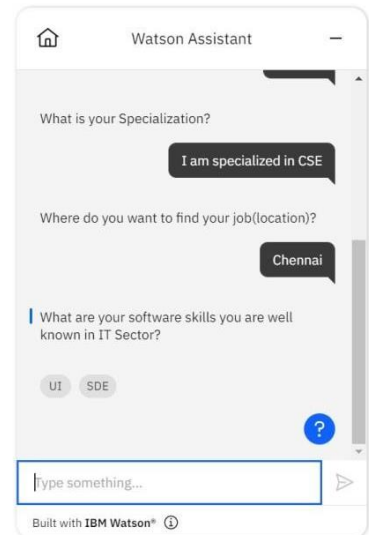 Watson Assistant
What is your Specialization?
I am specialized in CSE
Where do you want to find your job(location)?
Chennai
What are your software skills you are well
known in IT Sector?
UI SDE
?
Type something...
Built with IBM Watson®